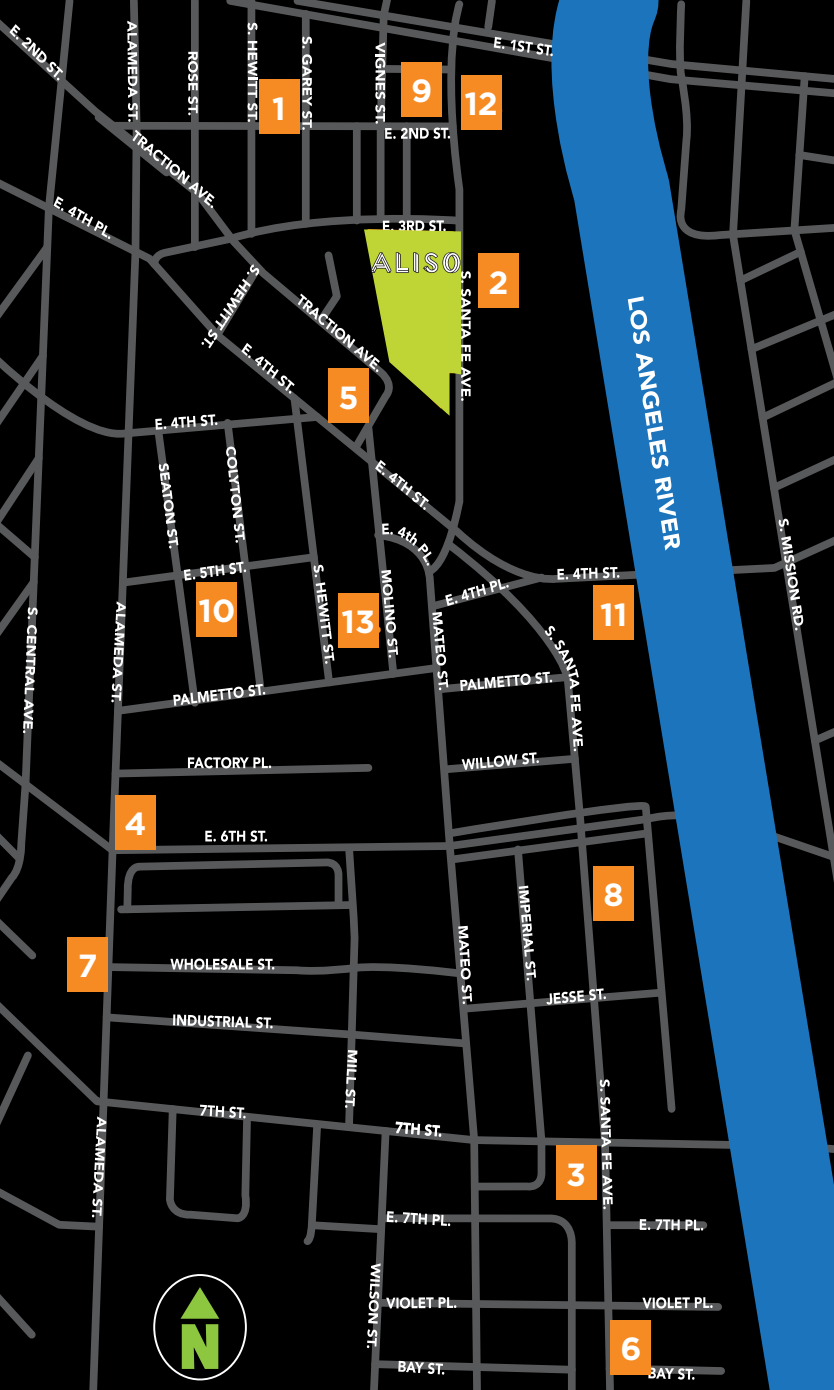 E. 1ST ST.
E. 2ND ST.
ALAMEDA ST.
ROSE ST.
S. HEWITT ST.
S. GAREY ST.
VIGNES ST.
9
12
1
E. 2ND ST.
TRACTION AVE.
E. 4TH PL.
E. 3RD ST.
ALISO
2
S. HEWITT ST.
TRACTION AVE.
S. SANTA FE AVE.
LOS ANGELES RIVER
E. 4TH ST.
5
E. 4TH ST.
SEATON ST.
COLYTON ST.
E. 4TH ST.
S. MISSION RD.
E. 4th PL.
E. 5TH ST.
E. 4TH ST.
S. HEWITT ST.
MOLINO ST.
E. 4TH PL.
10
13
11
S. CENTRAL AVE.
ALAMEDA ST.
MATEO ST.
S. SANTA FE AVE.
PALMETTO ST.
PALMETTO ST.
FACTORY PL.
WILLOW ST.
4
E. 6TH ST.
8
IMPERIAL ST.
7
WHOLESALE ST.
MATEO ST.
JESSE ST.
INDUSTRIAL ST.
MILL ST.
S. SANTA FE AVE.
7TH ST.
7TH ST.
ALAMEDA ST.
3
E. 7TH PL.
E. 7TH PL.
WILSON ST.
VIOLET PL.
VIOLET PL.
N
6
BAY ST.
BAY ST.